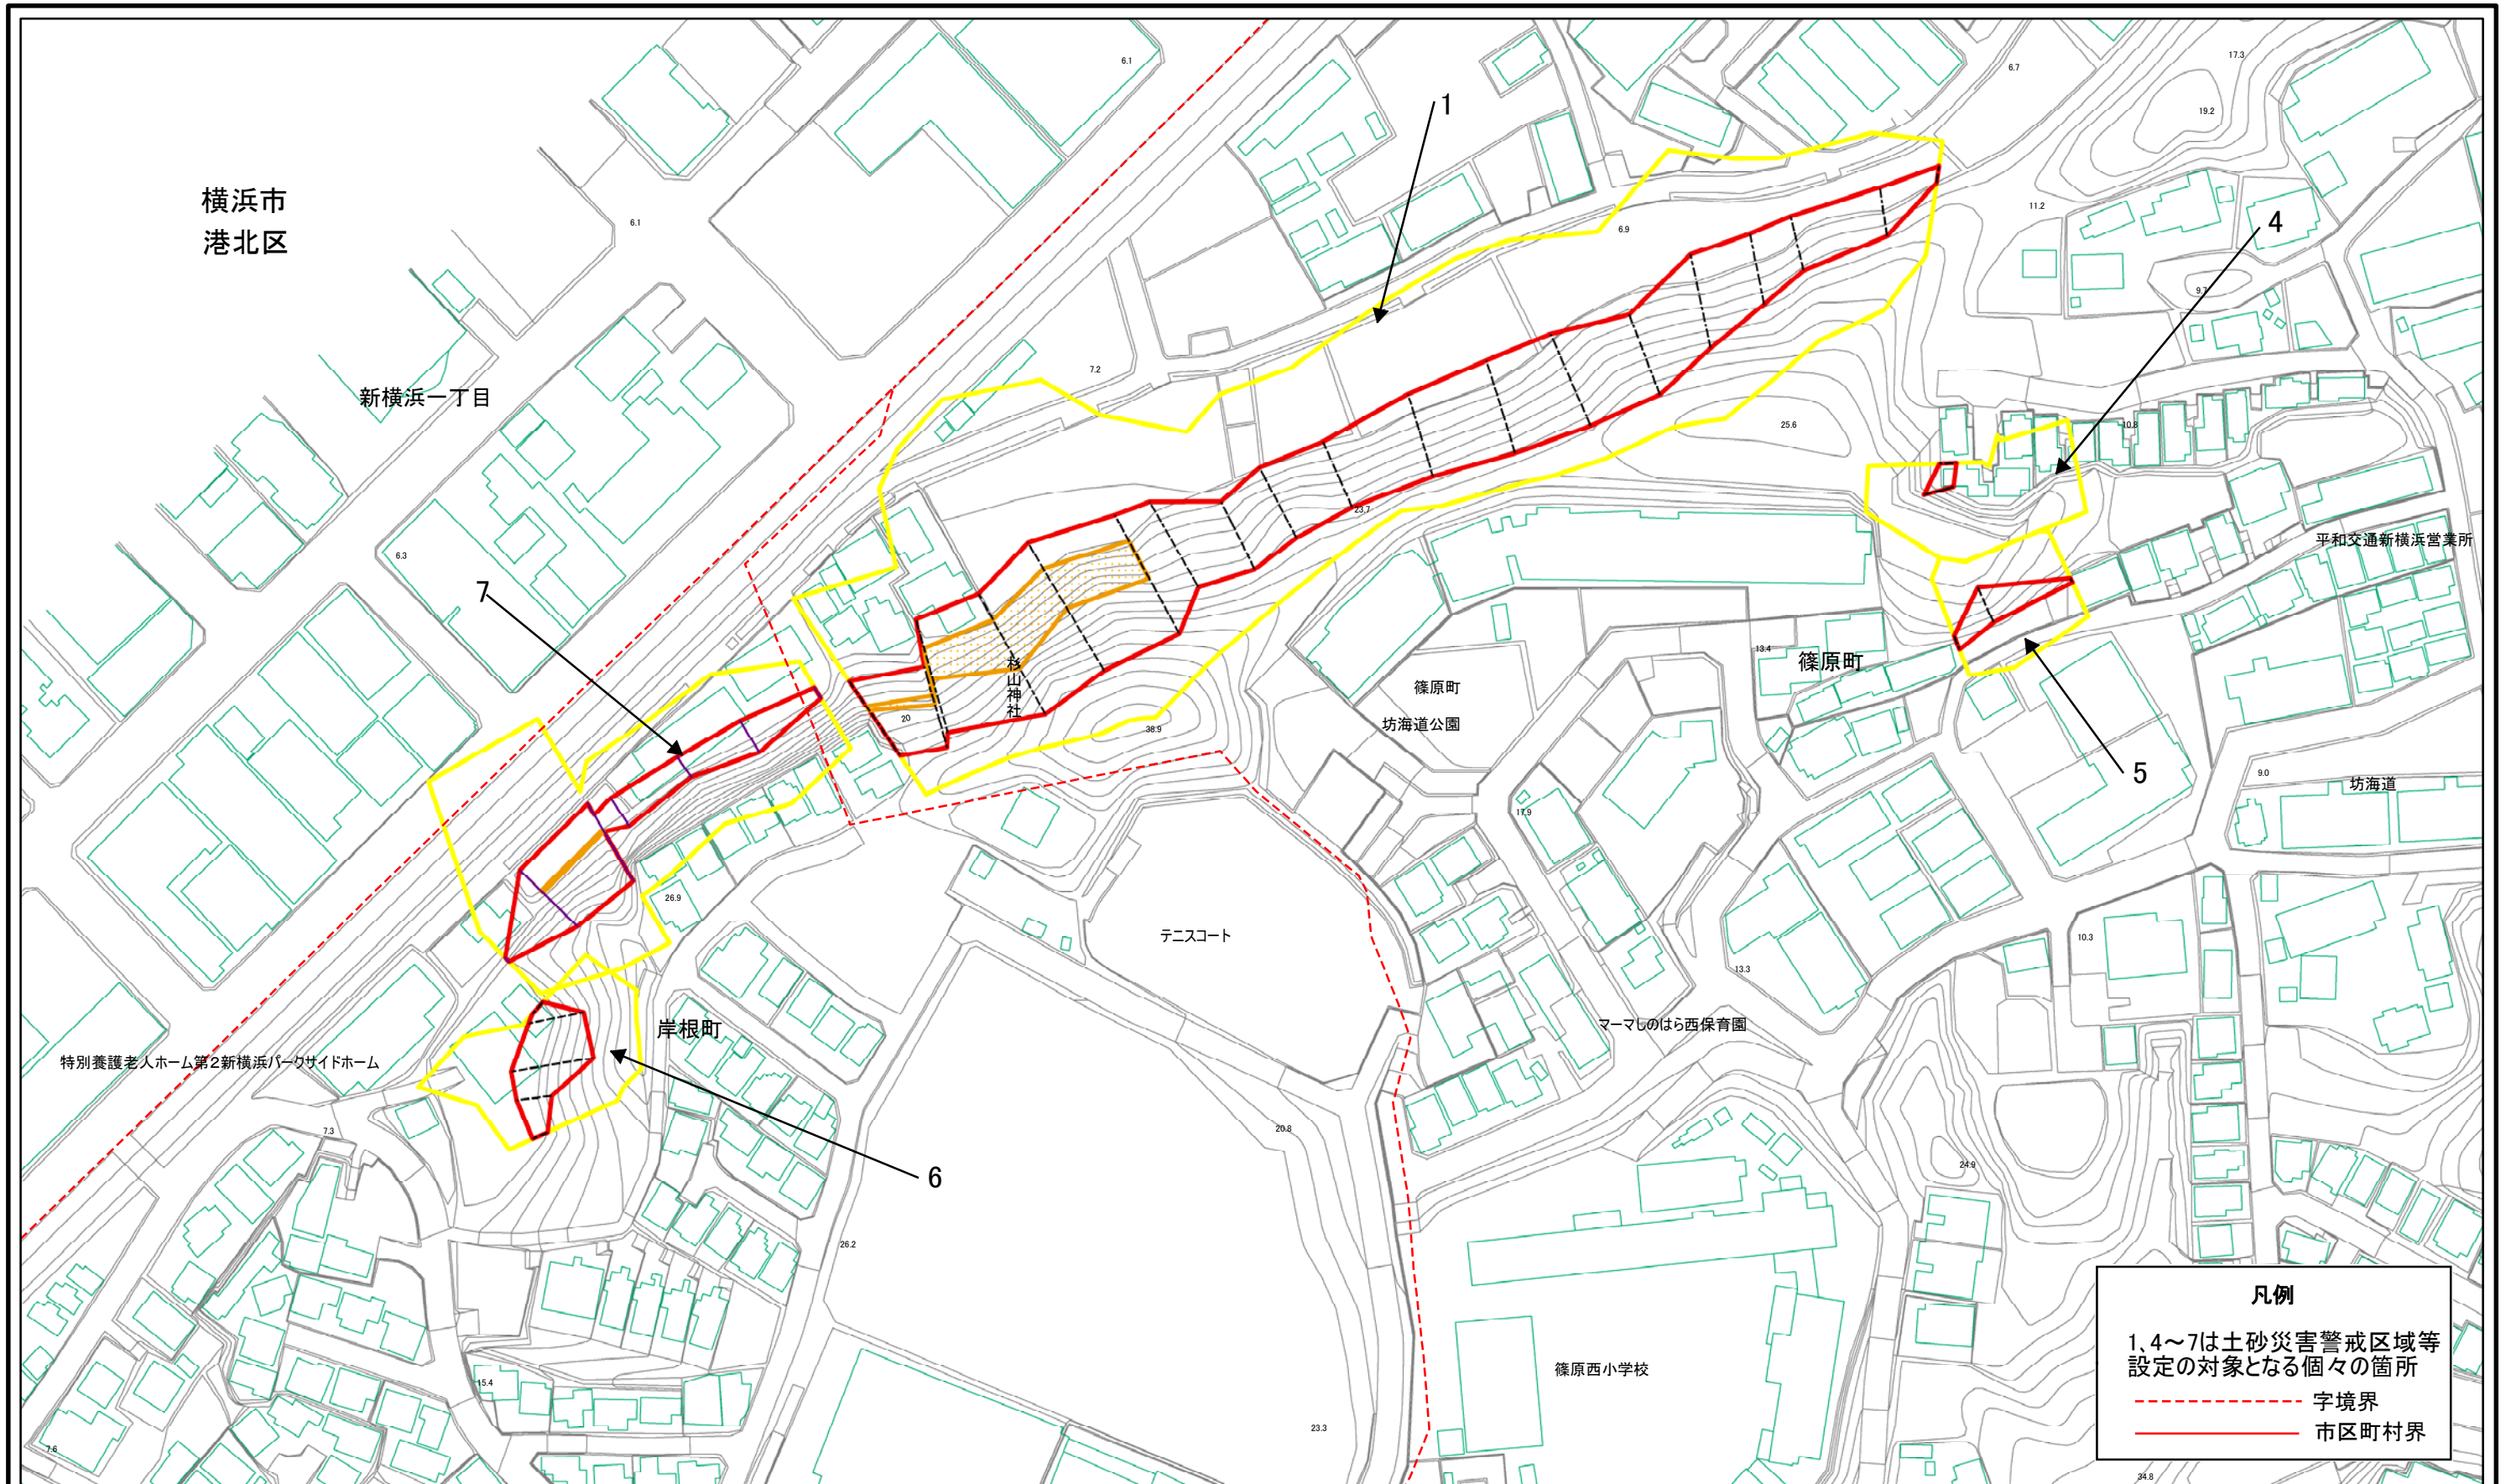 横浜市
港北区
新横浜一丁目
6.1
6.1
17.3
6.7
19.2
1
11.2
4
6.9
9.7
7.2
25.6
10.8
23.7
6.3
7
平和交通新横浜営業所
13.4
篠原町
杉山神社
篠原町
坊海道公園
20
38.9
5
9.0
坊海道
17.9
26.9
テニスコート
10.3
13.3
岸根町
マーマしのはら西保育園
特別養護老人ホーム第2新横浜パークサイドホーム
7.3
20.8
24.9
6
26.2
篠原西小学校
15.4
23.3
7.6
34.8
凡例
1、4～7は土砂災害警戒区域等
設定の対象となる個々の箇所
字境界
市区町村界